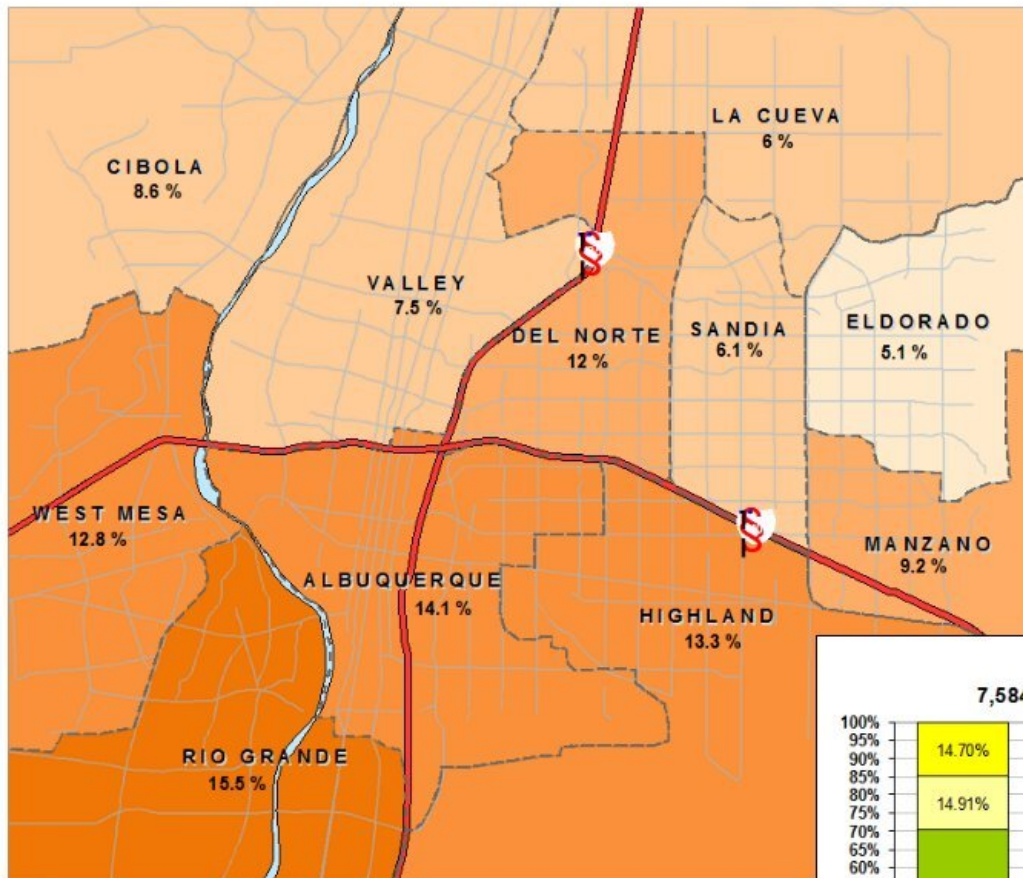 LA CUEVA
6 %
CIBOLA
8.6 %
VALLEY
7.5 %
DEL NORTE
12 %
SANDIA
6.1 %
ELDORADO
5.1 %
WEST MESA
12.8 %
ALBUQUERQUE
14.1 %
MANZANO
9.2 %
HIGHLAND
13.3 %
RIO GRANDE
15.5 %
7,584
100%
95%
90%
85%
80%
75%
70%
65%
60%
14.70%
14.91%